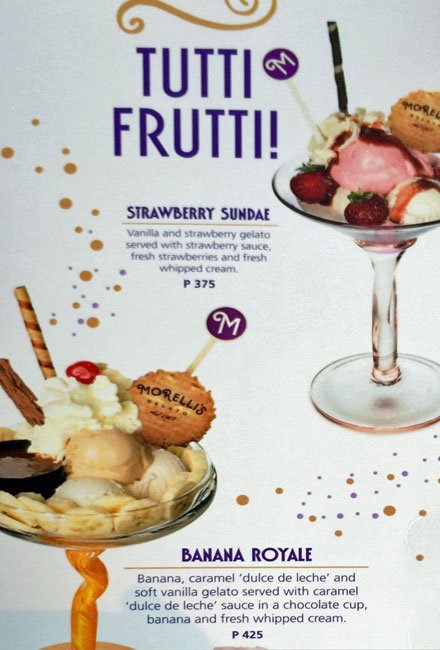 TUTTI
FRUTTI!
M
MORELLI'S
GELATO
STRAWBERRY SUNDAE
Vanilla and strawberry gelato
served with strawberry sauce,
fresh strawberries and fresh
whipped cream.
P 375
M
MORELLI'S
GELATO
BANANA ROYALE
Banana, caramel 'dulce de leche' and
soft vanilla gelato served with caramel
'dulce de leche' sauce in a chocolate cup,
banana and fresh whipped cream.
P 425